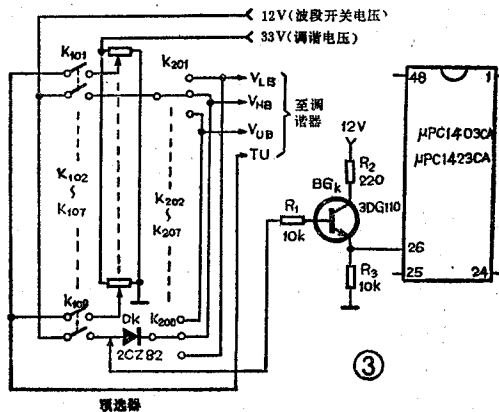 12V(波段开关电压)
33V(调谐电压)
K101
K201
VLB
VHB
VUB
TU
至调谐器
K102
~
K107
K202
~
K207
K108
K208
Dk
2CZ82
预选器
12V
R2
220
BGk
3DG110
R1
10k
R3
10k
48
1
μPC1403CA
μPC1423CA
26
25
24
③